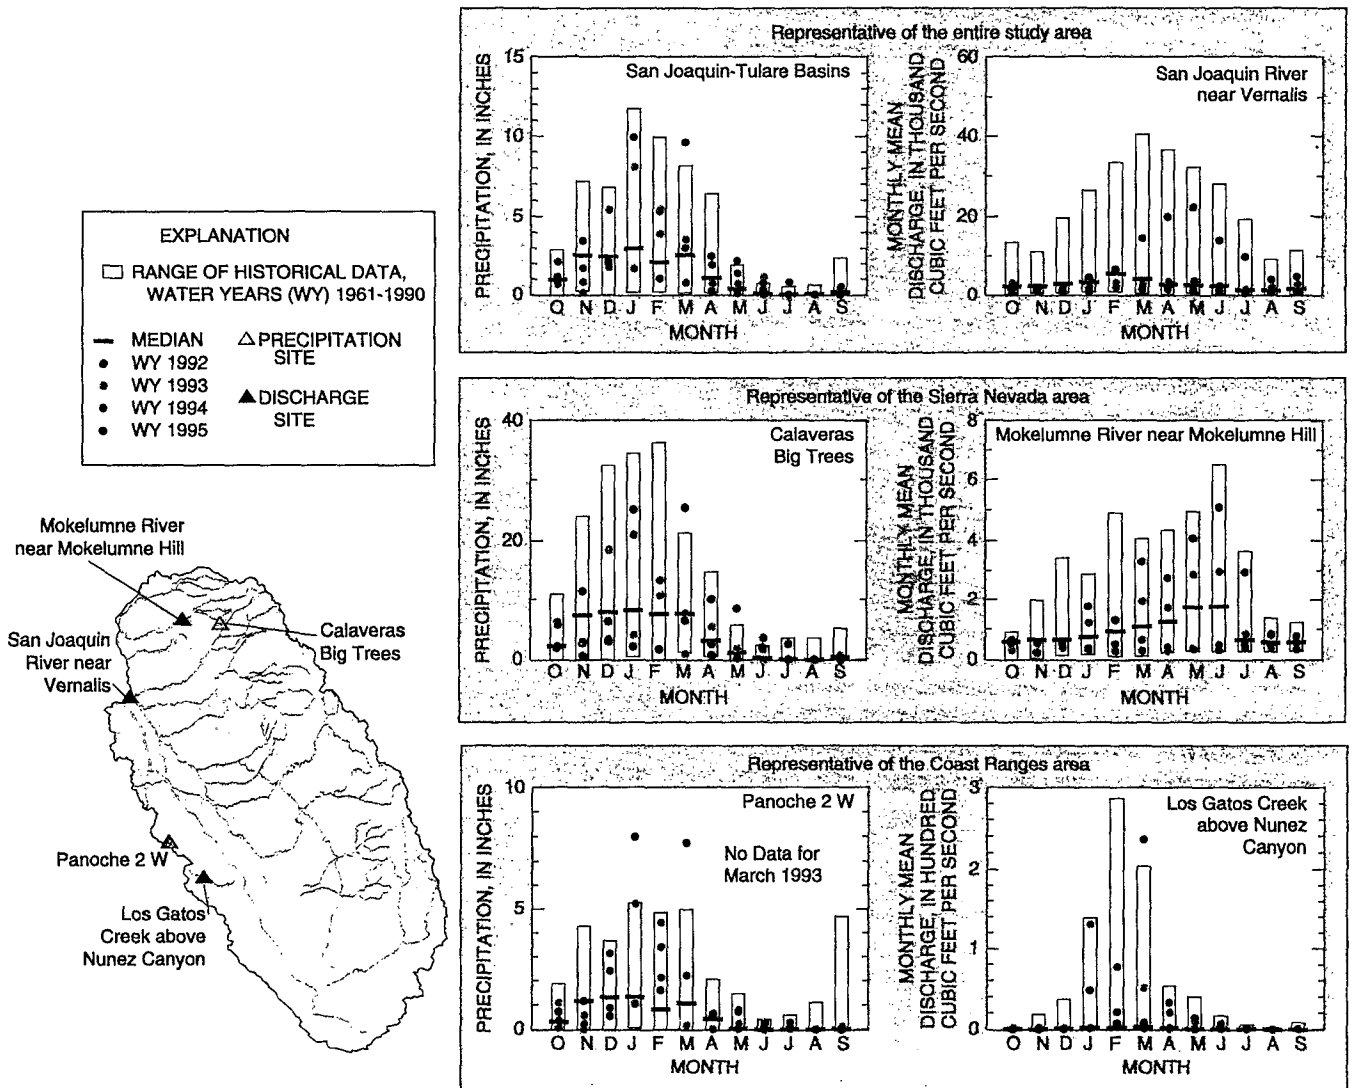 Representative of the entire study area
15
10
5
0
PRECIPITATION, IN INCHES
San Joaquin-Tulare Basins
O N D J F M A M J J A S
MONTH
60
40
20
0
MONTHLY MEAN
DISCHARGE, IN THOUSAND
CUBIC FEET PER SECOND
San Joaquin River
near Vernalis
O N D J F M A M J J A S
MONTH
EXPLANATION
RANGE OF HISTORICAL DATA,
WATER YEARS (WY) 1961-1990
MEDIAN
WY 1992
WY 1993
WY 1994
WY 1995
PRECIPITATION
SITE
DISCHARGE
SITE
Representative of the Sierra Nevada area
40
20
0
PRECIPITATION, IN INCHES
Calaveras
Big Trees
O N D J F M A M J J A S
MONTH
8
6
4
2
0
MONTHLY MEAN
DISCHARGE, IN THOUSAND
CUBIC FEET PER SECOND
Mokelumne River near Mokelumne Hill
O N D J F M A M J J A S
MONTH
Mokelumne River
near Mokelumne Hill
San Joaquin
River near
Vernalis
Calaveras
Big Trees
Panoche 2 W
Los Gatos
Creek above
Nunez Canyon
Representative of the Coast Ranges area
10
5
0
PRECIPITATION, IN INCHES
Panoche 2 W
No Data for
March 1993
O N D J F M A M J J A S
MONTH
3
2
1
0
MONTHLY MEAN
DISCHARGE, IN HUNDRED
CUBIC FEET PER SECOND
Los Gatos Creek
above Nunez
Canyon
O N D J F M A M J J A S
MONTH